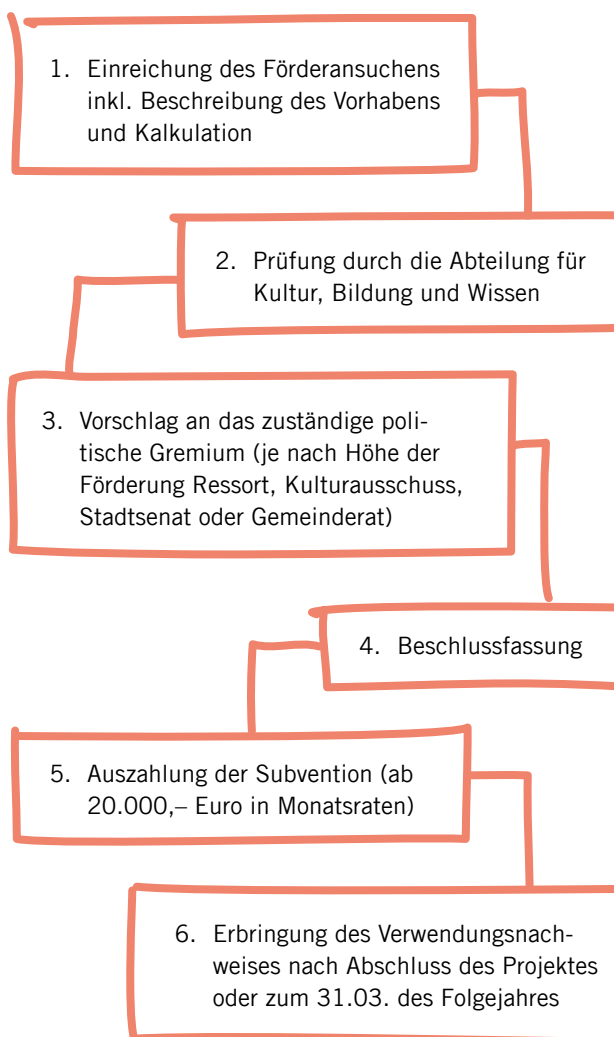 1. Einreichung des Förderansuchens
inkl. Beschreibung des Vorhabens
und Kalkulation
2. Prüfung durch die Abteilung für
Kultur, Bildung und Wissen
3. Vorschlag an das zuständige poli-
tische Gremium (je nach Höhe der
Förderung Ressort, Kulturausschuss,
Stadtsenat oder Gemeinderat)
4. Beschlussfassung
5. Auszahlung der Subvention (ab
20.000,– Euro in Monatsraten)
6. Erbringung des Verwendungsnach-
weises nach Abschluss des Projektes
oder zum 31.03. des Folgejahres